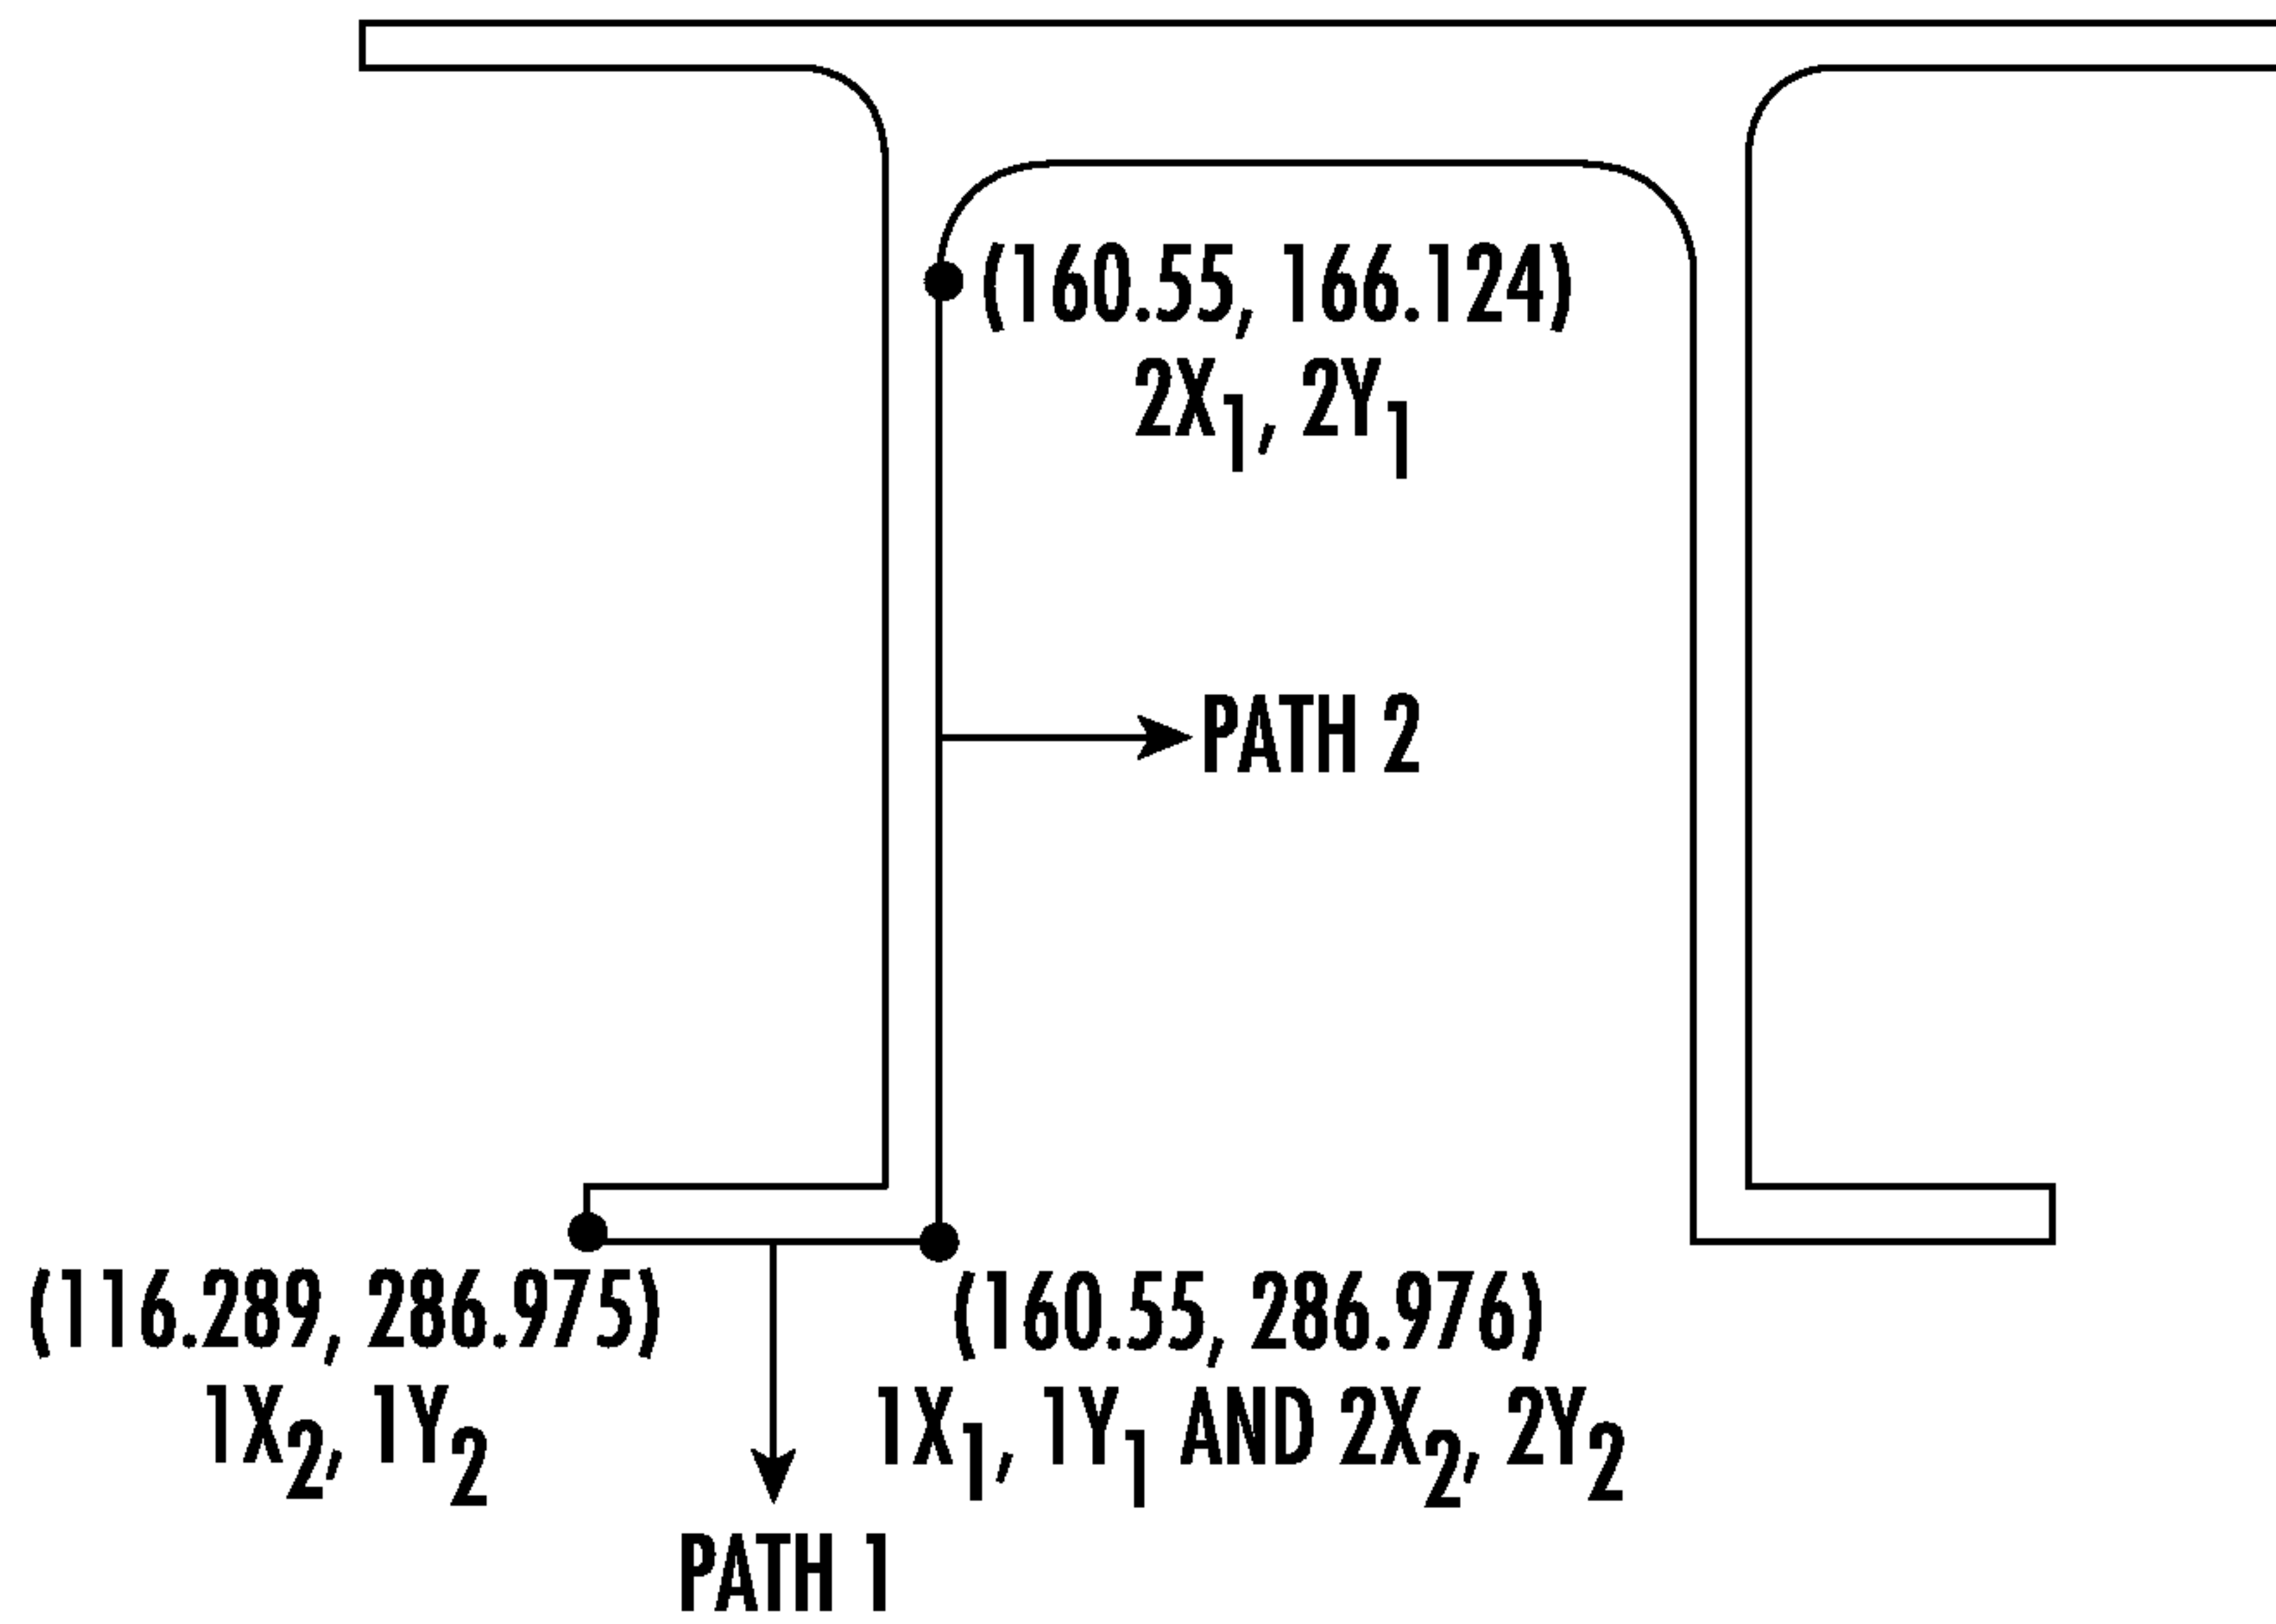 (160.55, 166.124)
2X₁, 2Y₁
PATH 2
(116.289, 286.975)
1X₂, 1Y₂
(160.55, 286.976)
1X₁, 1Y₁ AND 2X₂, 2Y₂
PATH 1